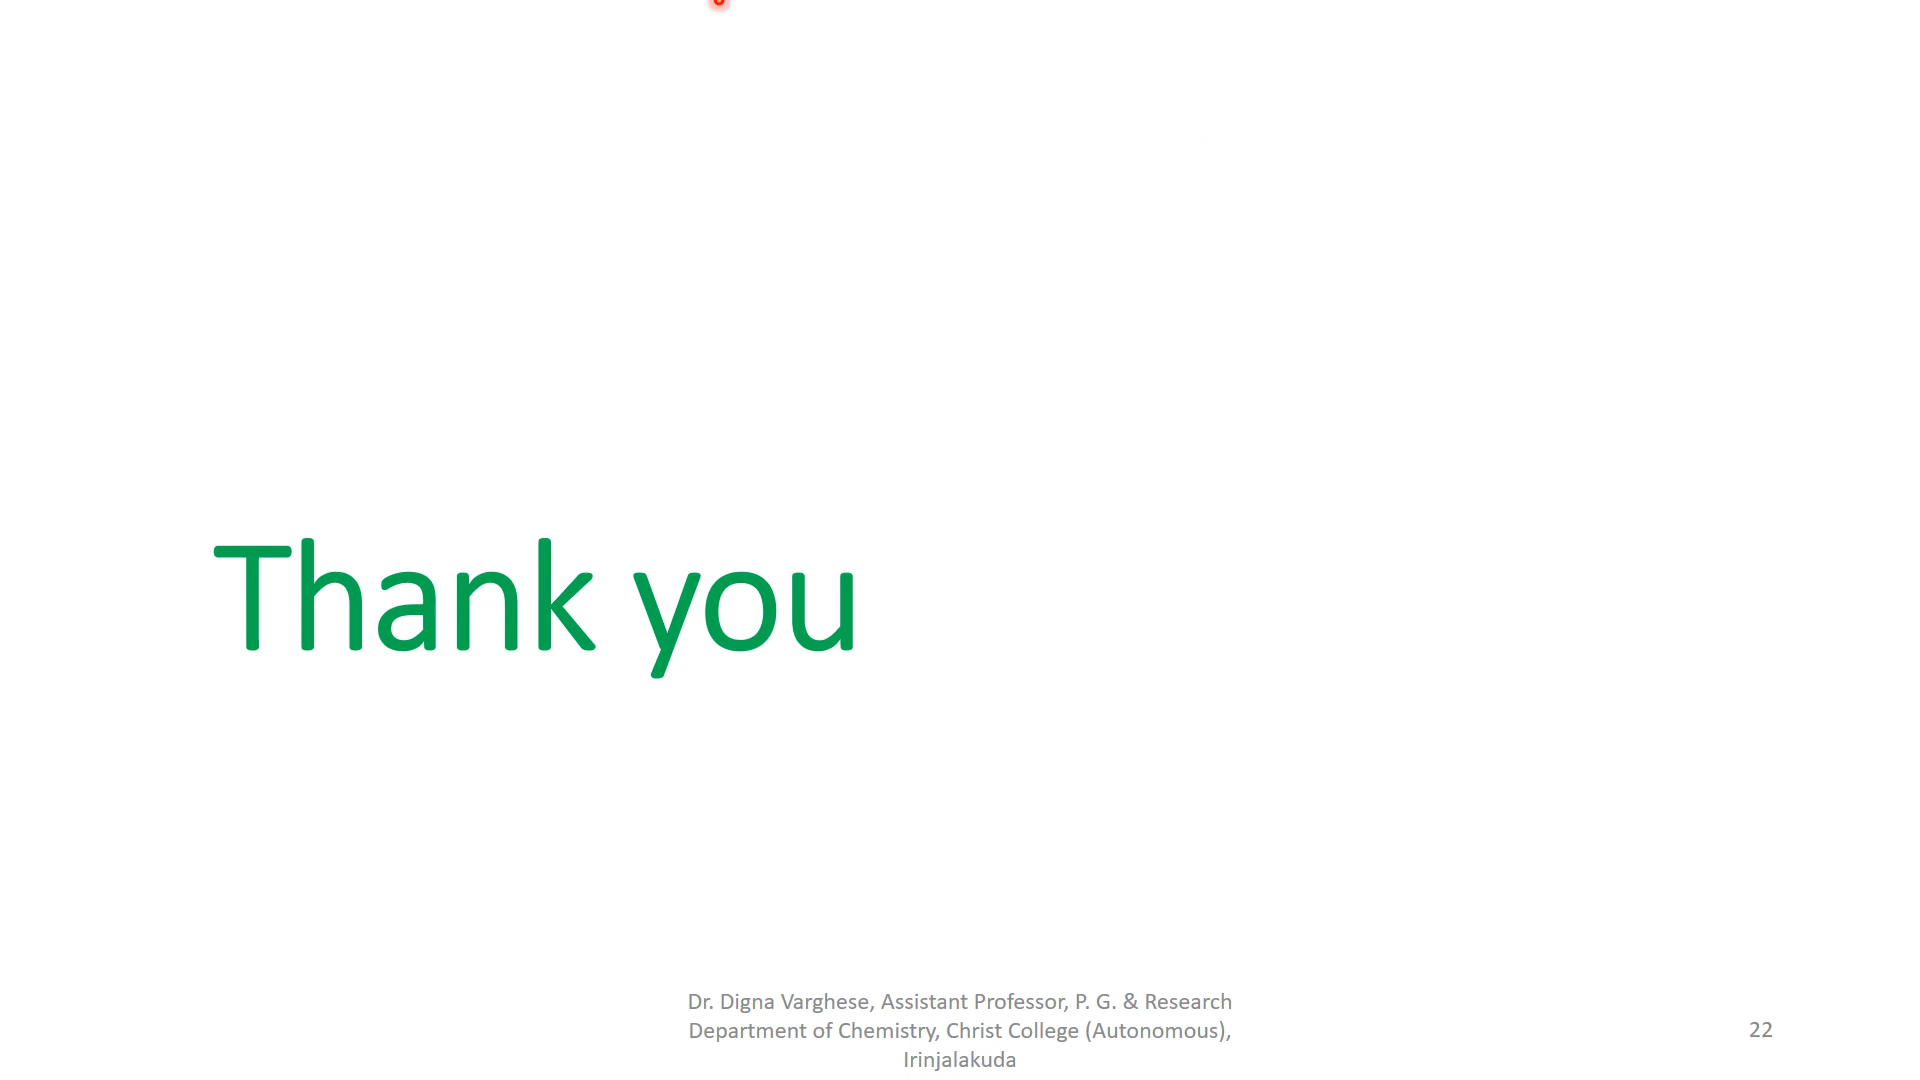 Thank you
Dr. Digna Varghese, Assistant Professor, P. G. & Research
Department of Chemistry, Christ College (Autonomous),
Irinjalakuda
22